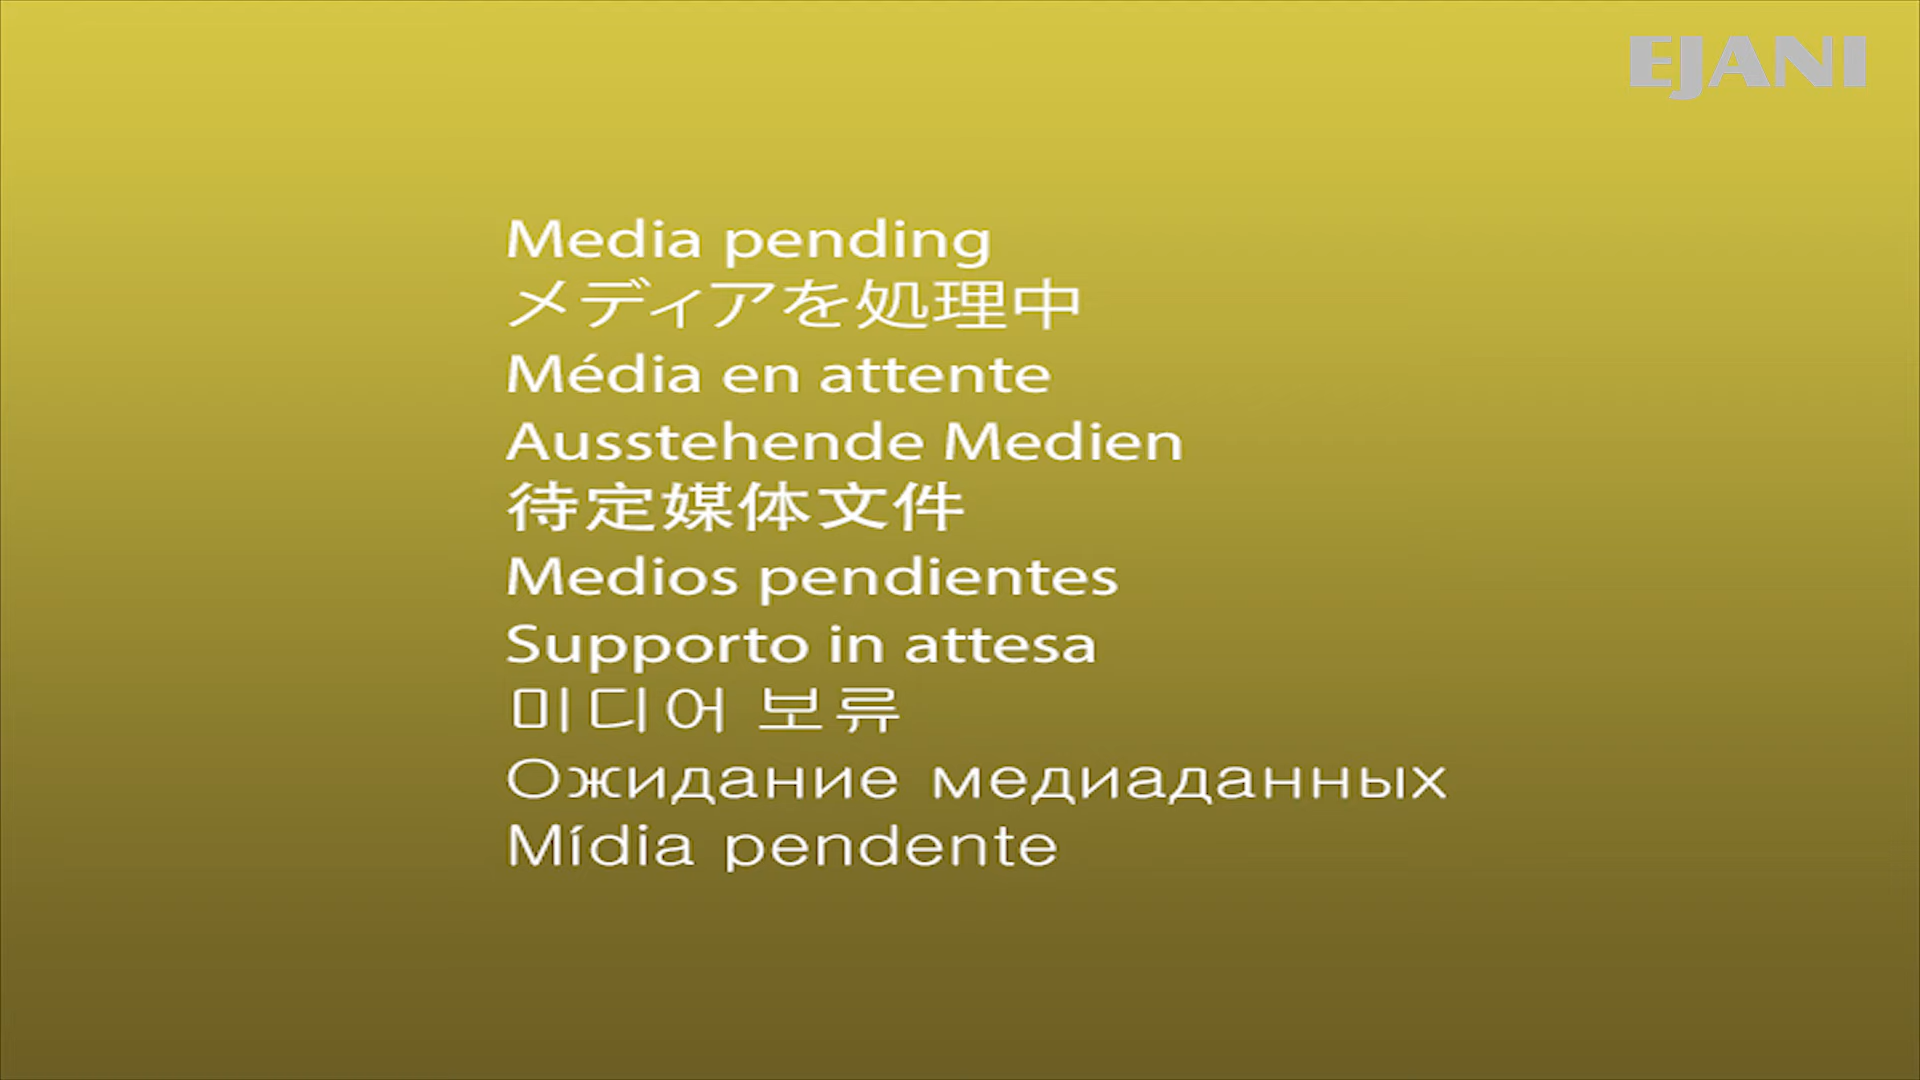 EJANI
Media pending
メディアを処理中
Média en attente
Ausstehende Medien
待定媒体文件
Medios pendientes
Supporto in attesa
미디어 보류
Ожидание медиаданных
Mídia pendente